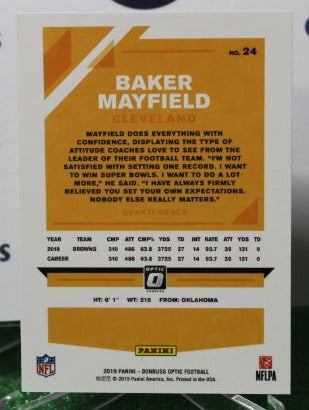 NO. 24
BAKER
MAYFIELD
CLEVELAND
MAYFIELD DOES EVERYTHING WITH
CONFIDENCE, DISPLAYING THE TYPE OF
ATTITUDE COACHES LOVE TO SEE FROM
THE LEADER OF THEIR FOOTBALL TEAM. "I'M NOT
SATISFIED WITH SETTING ONE RECORD. I WANT
TO WIN SUPER BOWLS. I WANT TO DO A LOT
MORE," HE SAID. "I HAVE ALWAYS FIRMLY
BELIEVED YOU SET YOUR OWN EXPECTATIONS.
NOBODY ELSE REALLY MATTERS."
QUARTERBACK
YEAR TEAM CMP ATT CMP% YDS TD INT RATE ATT YDS TD
2018 BROWNS 310 486 63.8 3725 27 14 93.7 39 131 0
CAREER 310 486 63.8 3725 27 14 93.7 39 131 0
OPTIC
DONRUSS
HT: 6' 1" WT: 215 FROM: OKLAHOMA
PANINI
NFL
NFLPA
2019 PANINI - DONRUSS OPTIC FOOTBALL
© 2019 Panini America, Inc. Printed in the USA.